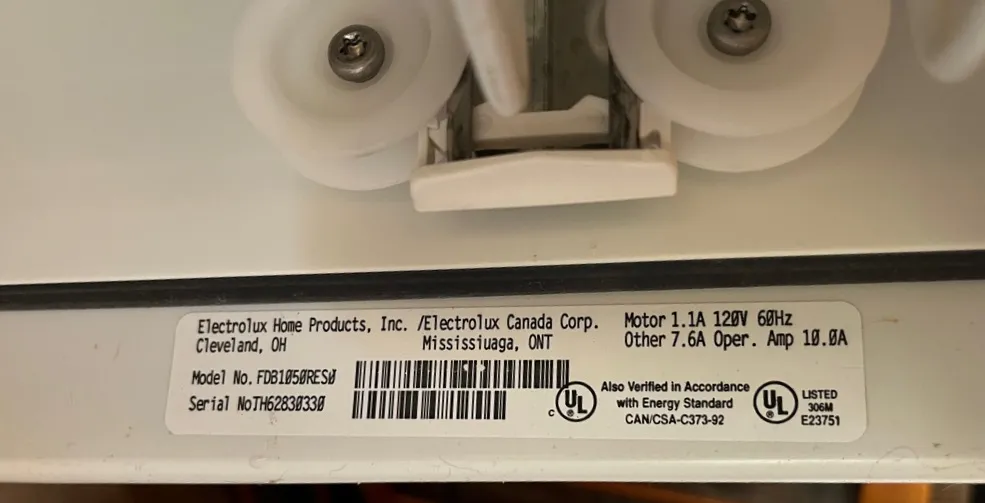 Electrolux Home Products, Inc. /Electrolux Canada Corp.
Cleveland, OH Mississiuaga, ONT
Motor 1.1A 120V 60Hz
Other 7.6A Oper. Amp 10.0A
Model No. FDB1050RES0
Serial NoTH62830330
C UL ®
Also Verified in Accordance
with Energy Standard
CAN/CSA-C373-92
UL ®
LISTED
306M
E23751